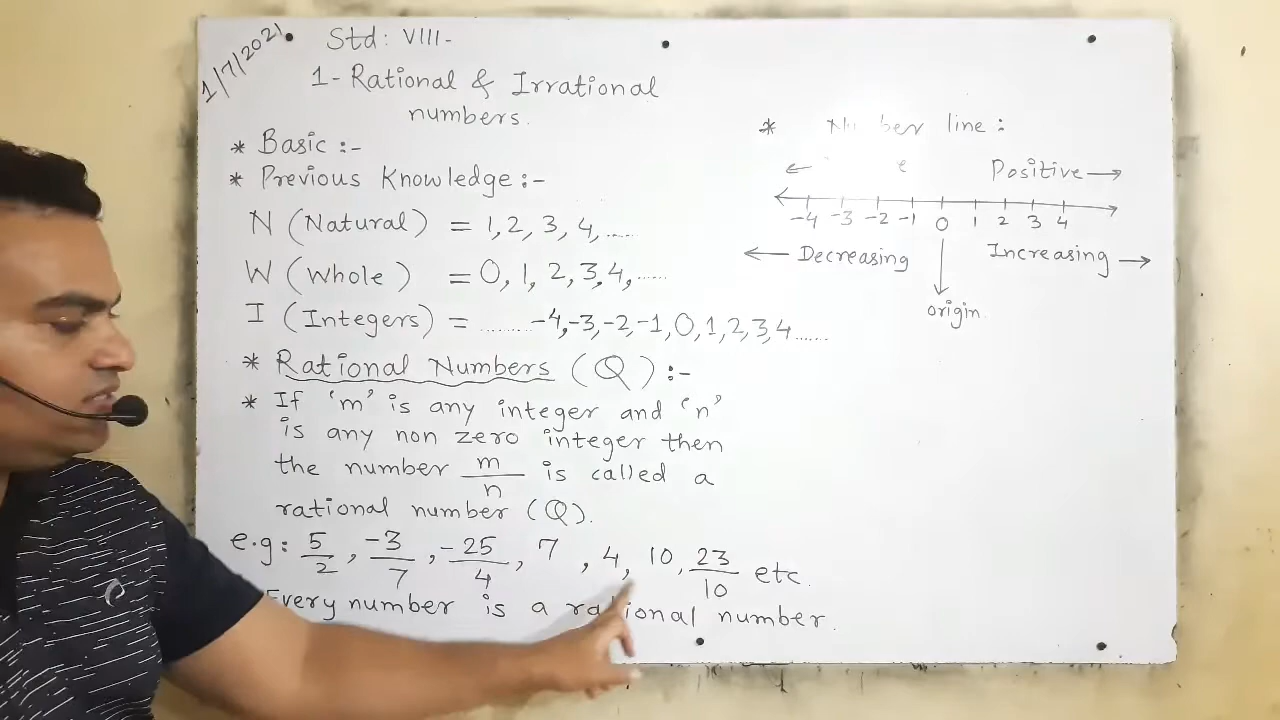 1/7/2021
Std: VIII-
1- Rational & Irrational
numbers.
* Basic :-
* Previous Knowledge :-
N (Natural) = 1, 2, 3, 4, ......
W (Whole) = 0, 1, 2, 3, 4, ......
I (Integers) = ......... -4, -3, -2, -1, 0, 1, 2, 3, 4 .......
* Rational Numbers (Q) :-
* If 'm' is any integer and 'n'
is any non zero integer then
the number m/n is called a
rational number (Q).
e.g: 5/2, -3/7, -25/4, 7, 4, 10, 23/10 etc.
Every number is a rational number.
* line :
Positive →
-4 -3 -2 -1 0 1 2 3 4
← Decreasing Increasing →
origin.